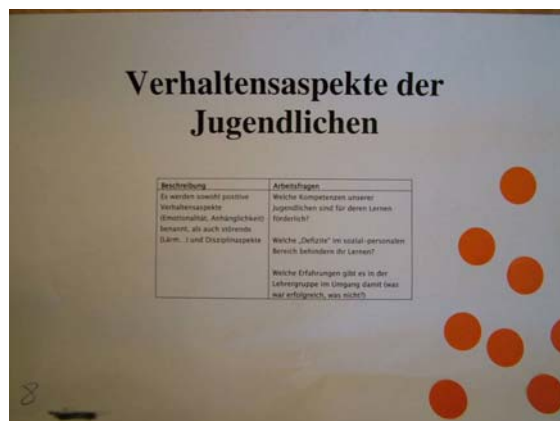 Verhaltensaspekte der
Jugendlichen
Beschreibung
Es werden sowohl positive
Verhaltensaspekte
(Emotionalität, Anhänglichkeit)
benannt, als auch störende
(Lärm...) und Disziplinaspekte
Arbeitsfragen
Welche Kompetenzen unserer
Jugendlichen sind für deren Lernen
förderlich?
Welche „Defizite" im sozial-personalen
Bereich behindern ihr Lernen?
Welche Erfahrungen gibt es in der
Lehrergruppe im Umgang damit (was
war erfolgreich, was nicht?)
8